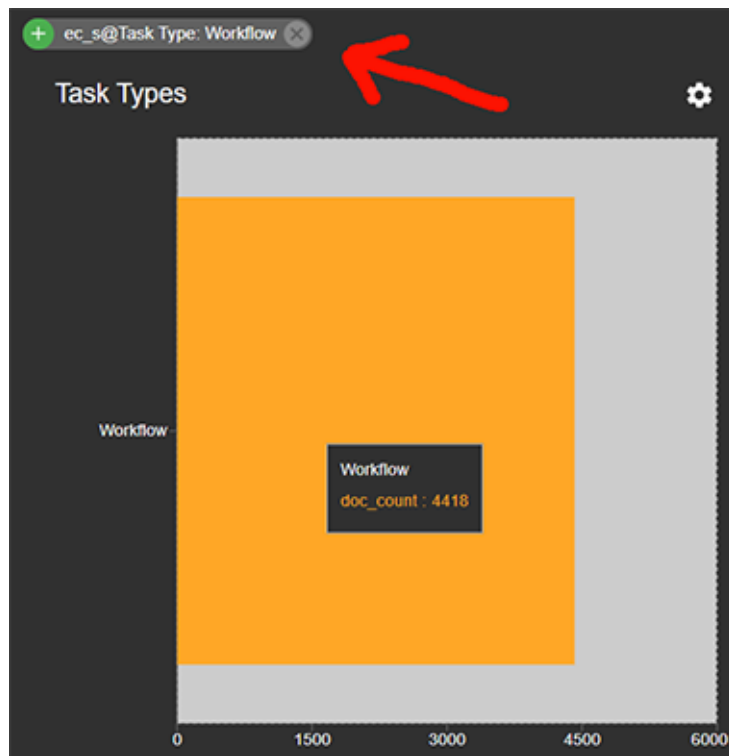 ec_s@Task Type: Workflow
Task Types
Workflow
Workflow
doc_count : 4418
0 1500 3000 4500 6000